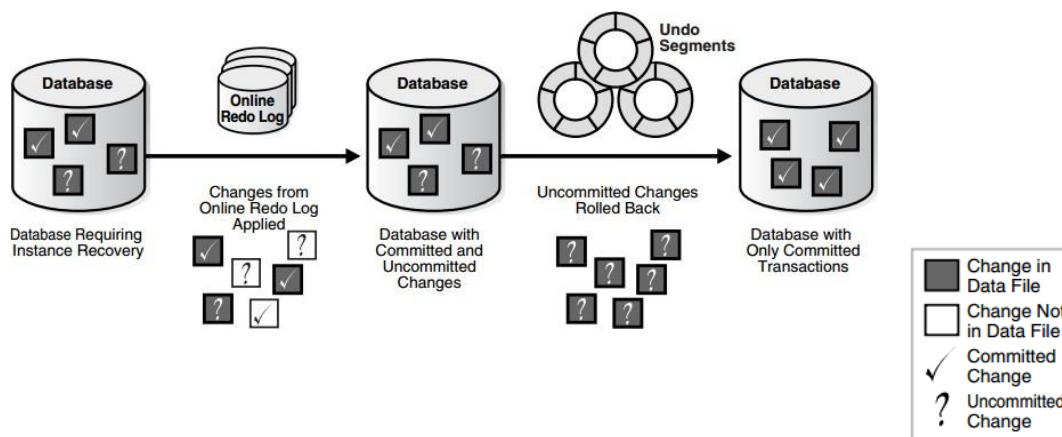 Undo
Segments
Database
Online
Redo Log
Database
Database
Changes from
Online Redo Log
Applied
Uncommitted Changes
Rolled Back
Database Requiring
Instance Recovery
Database with
Committed and
Uncommitted
Changes
Database with
Only Committed
Transactions
Change in
Data File
Change Not
in Data File
Committed
Change
Uncommitted
Change